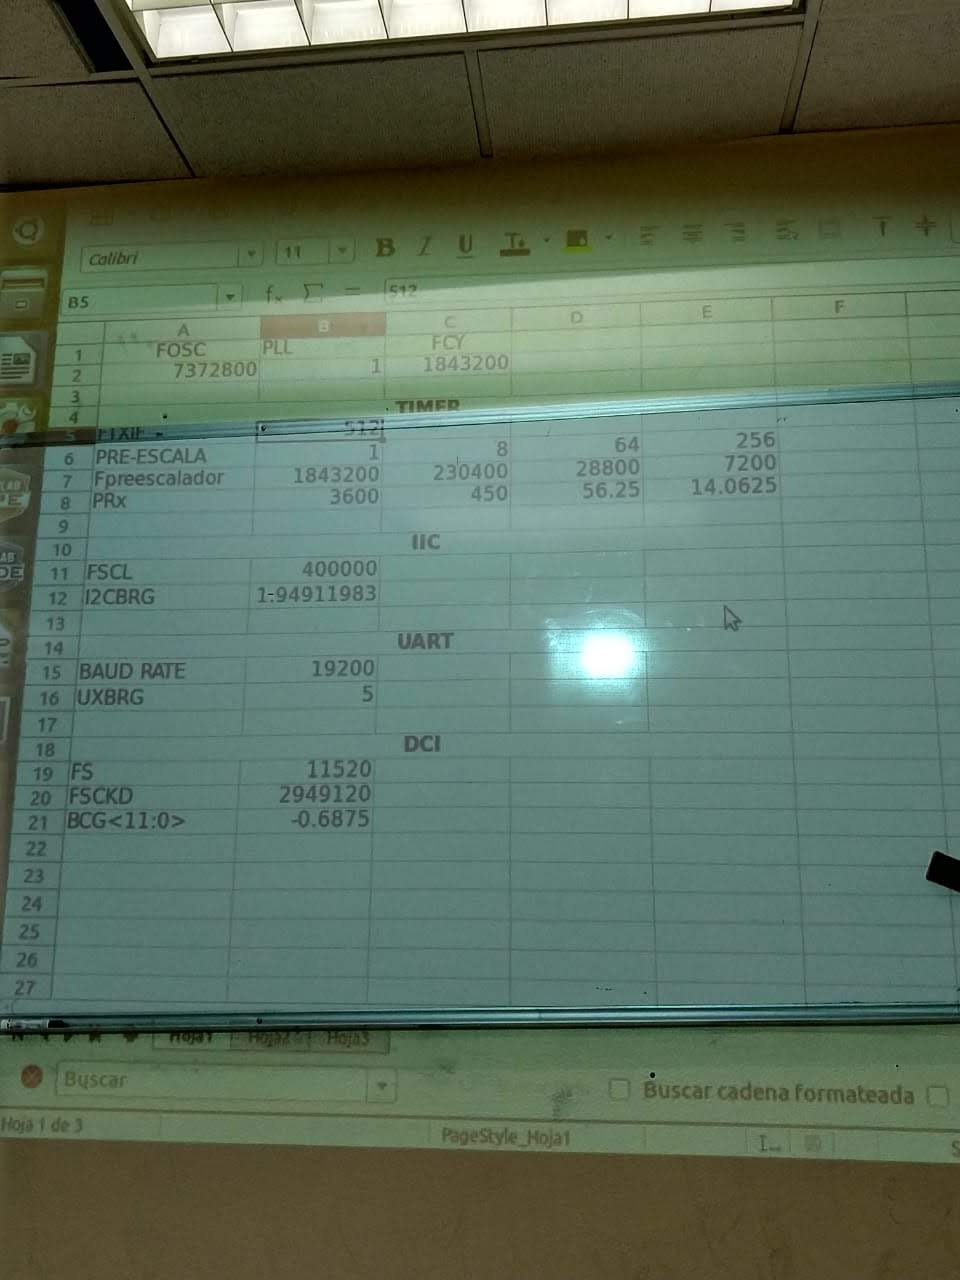 Calibri 11 B I U
B5 fx Σ = 512
A B C D E F
1 FOSC PLL FCY
2 7372800 1 1843200
3
4 TIMER
5 FTXIF 512
6 PRE-ESCALA 1 8 64 256
7 Fpreescalador 1843200 230400 28800 7200
8 PRx 3600 450 56.25 14.0625
9
10 IIC
11 FSCL 400000
12 I2CBRG 1.94911983
13
14 UART
15 BAUD RATE 19200
16 UXBRG 5
17
18 DCI
19 FS 11520
20 FSCKD 2949120
21 BCG<11:0> -0.6875
22
23
24
25
26
27
Hoja1 Hoja2 Hoja3
Buscar Buscar cadena formateada
Hoja 1 de 3 PageStyle_Hoja1